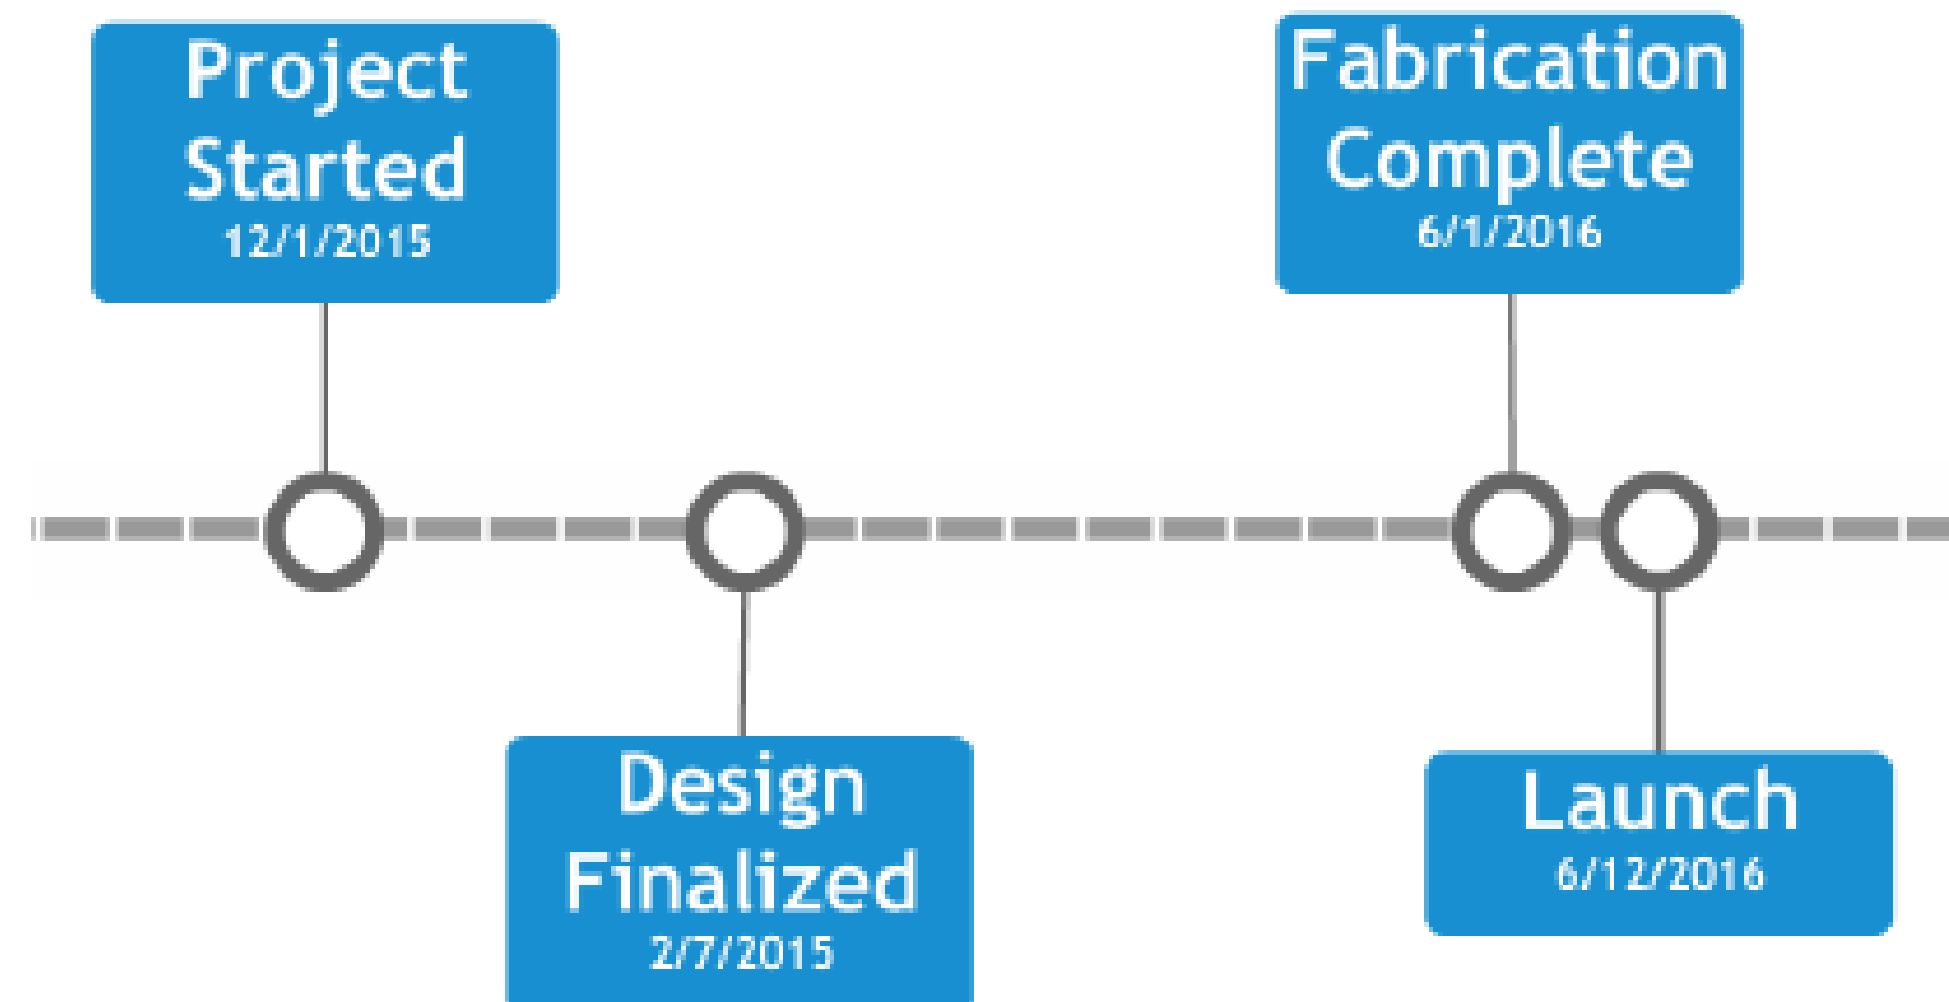 Project
Started
12/1/2015
Fabrication
Complete
6/1/2016
Design
Finalized
2/7/2015
Launch
6/12/2016